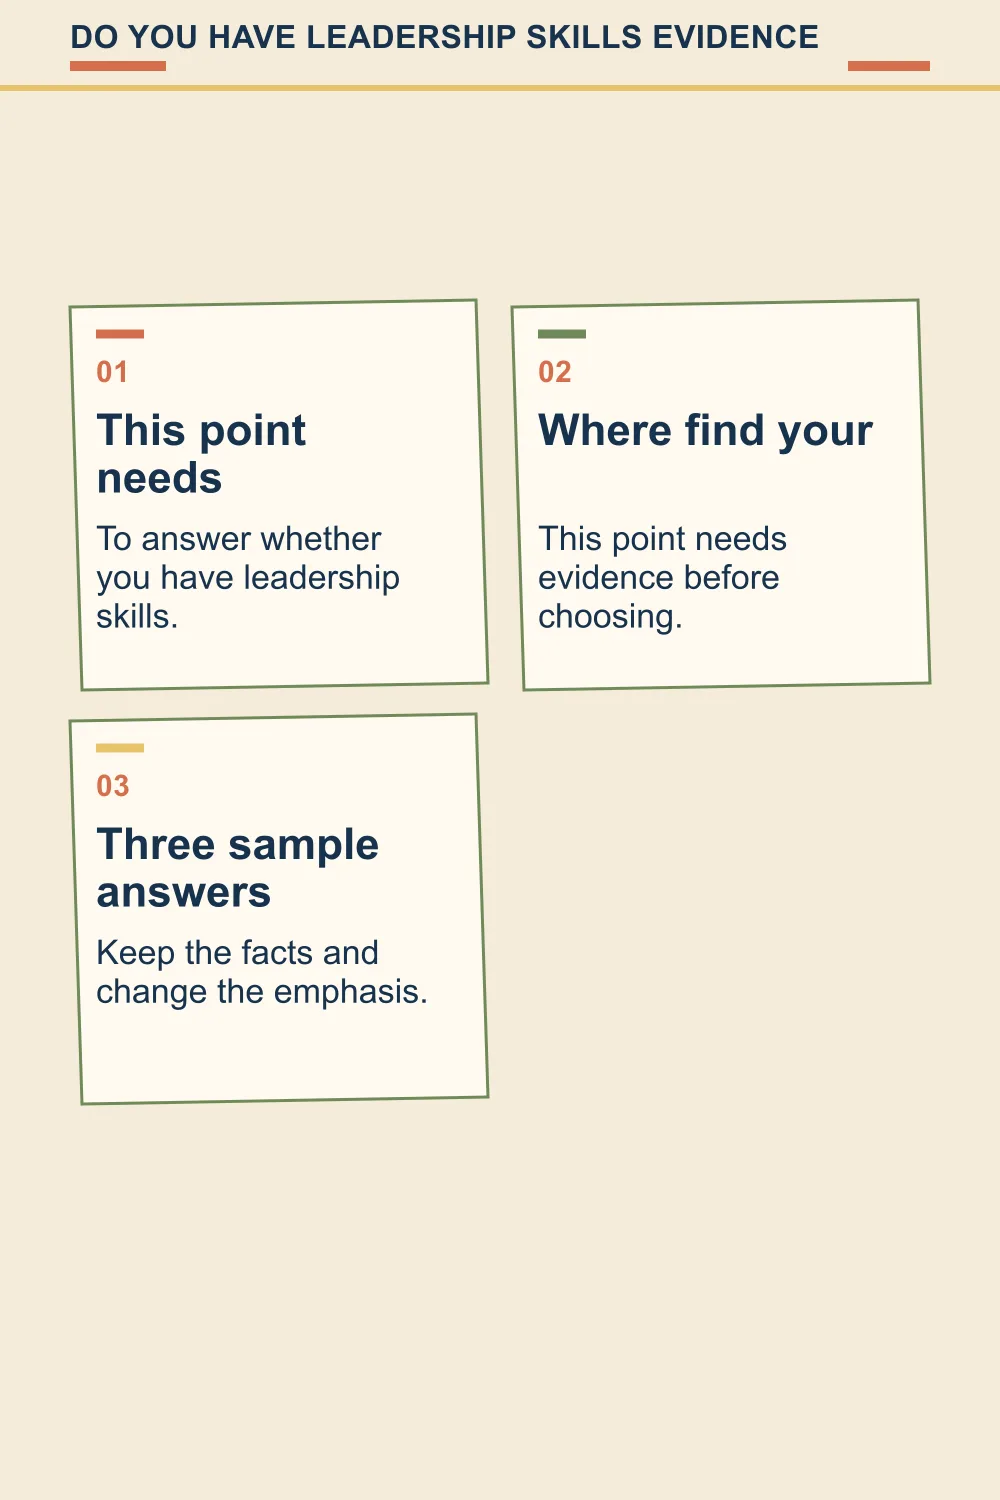 DO YOU HAVE LEADERSHIP SKILLS EVIDENCE
01
This point
needs
To answer whether
you have leadership
skills.
02
Where find your
This point needs
evidence before
choosing.
03
Three sample
answers
Keep the facts and
change the emphasis.